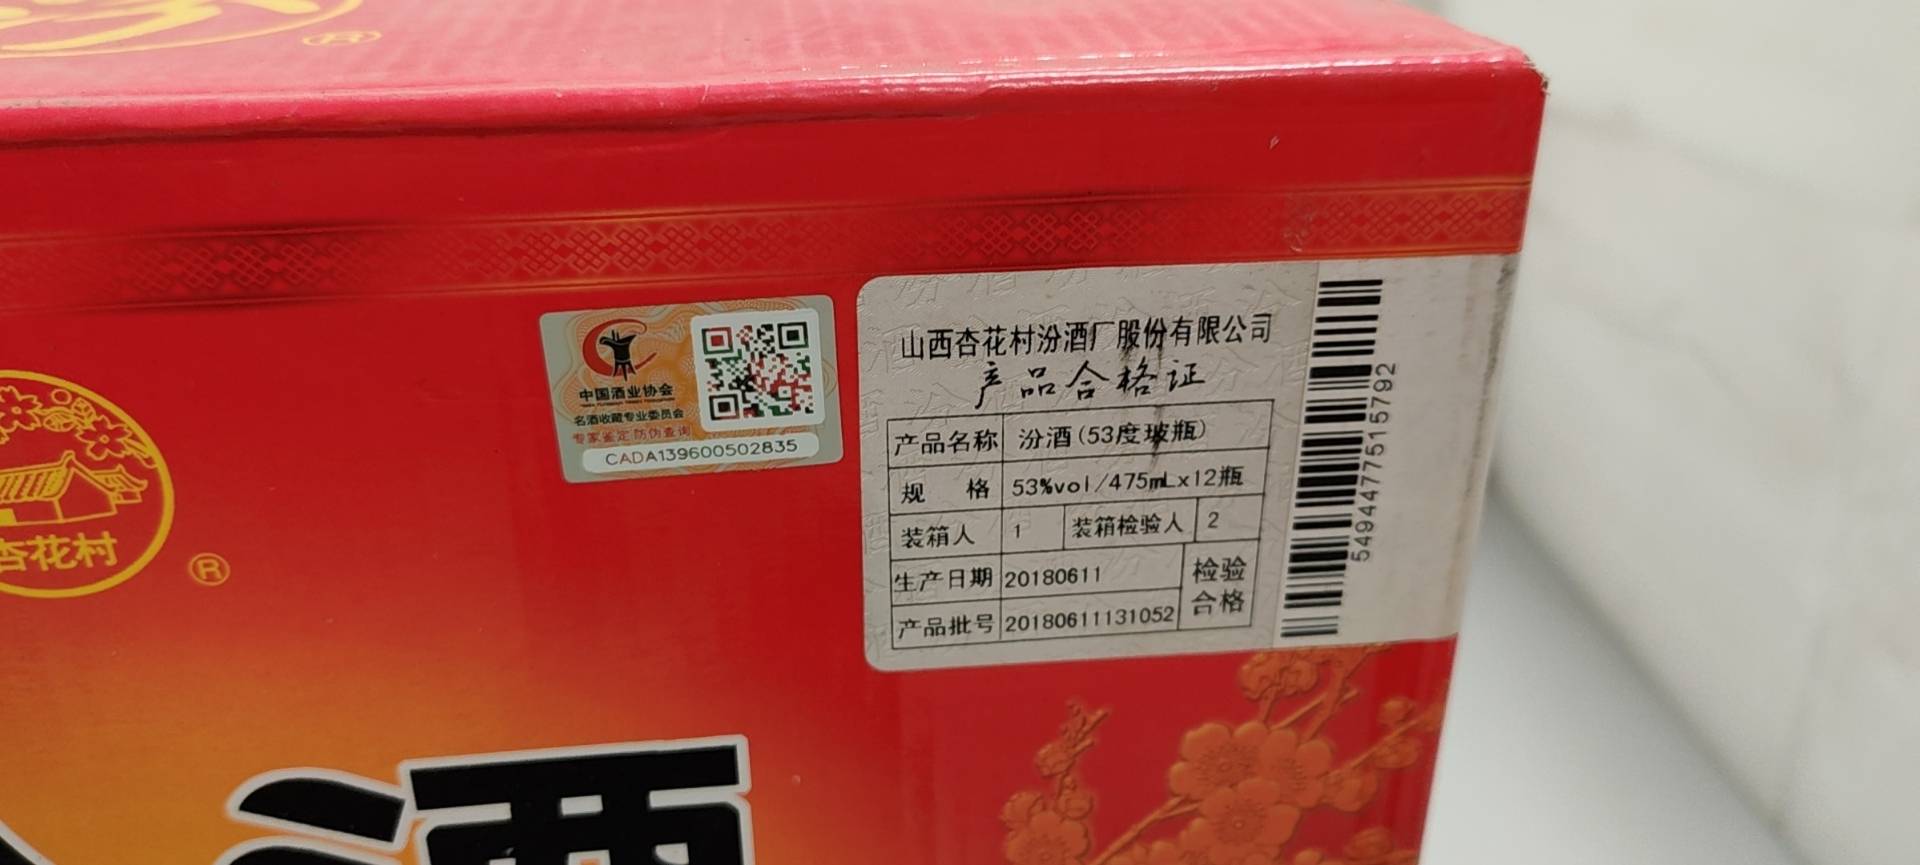 汾
®
中国酒业协会
名酒收藏专业委员会
专家鉴定 防伪查询
CADA139600502835
山西杏花村汾酒厂股份有限公司
产品合格证
产品名称 汾酒(53度玻瓶)
规 格 53%vol/475mLx12瓶
装箱人 1 装箱检验人 2
生产日期 20180611 检验
产品批号 20180611131052 合格
5494477515792
杏花村
®
酒